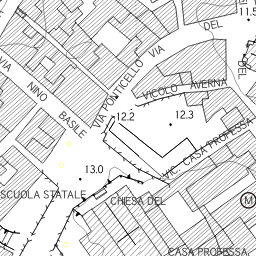 11.5
DEL
VIA
VIA PONTICELLO
VICOLO AVERNA
DEL
VIA
NINO
BASILE
12.2
12.3
VIC. CASA PROFESSA
13.0
SCUOLA STATALE
CHIESA DEL
M
CASA PROFESSA